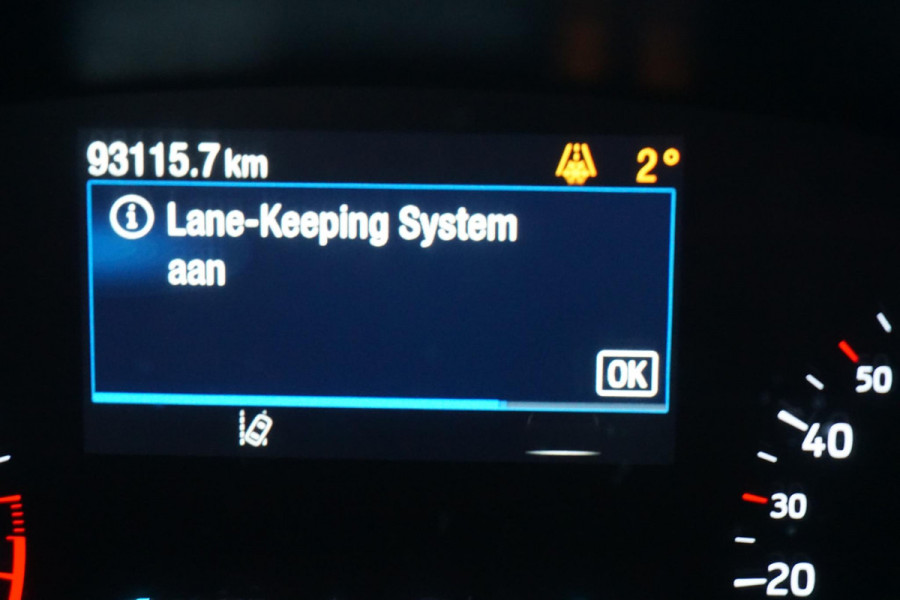 93115.7 km 2°
i Lane-Keeping System
aan
OK
50
40
30
20